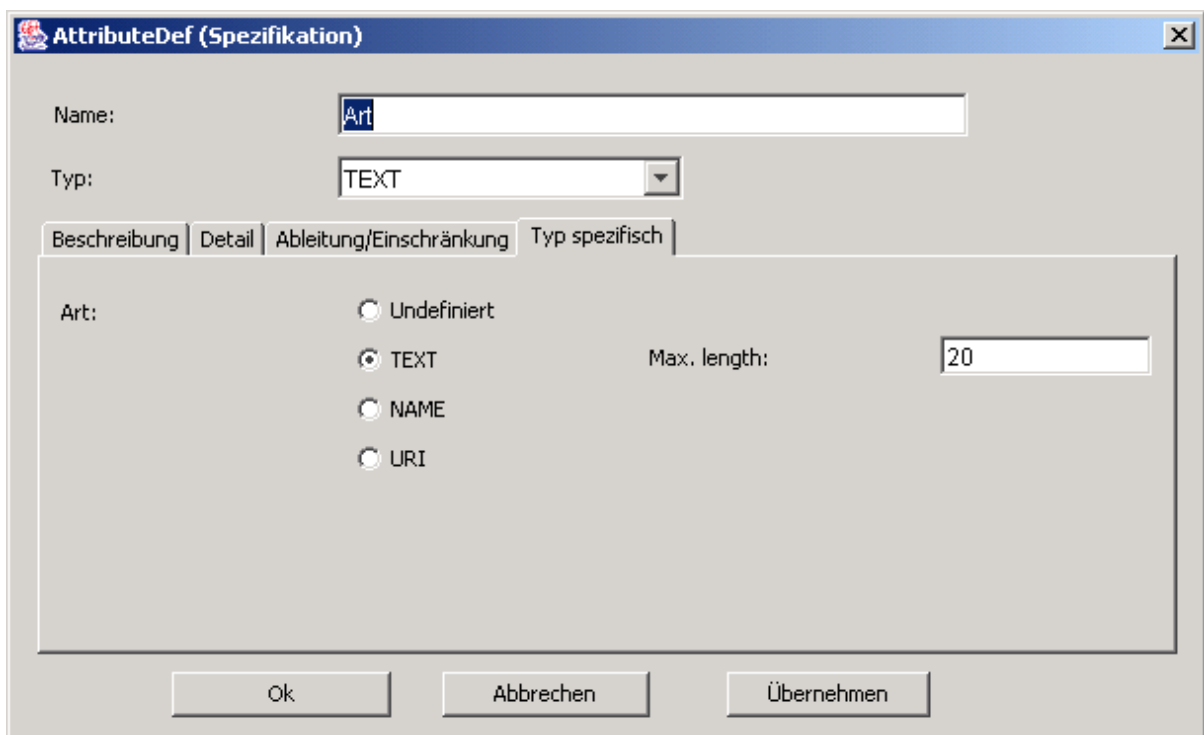 AttributeDef (Spezifikation)
Name: Art
Typ: TEXT
Beschreibung Detail Ableitung/Einschränkung Typ spezifisch
Art: Undefiniert
TEXT Max. length: 20
NAME
URI
Ok Abbrechen Übernehmen